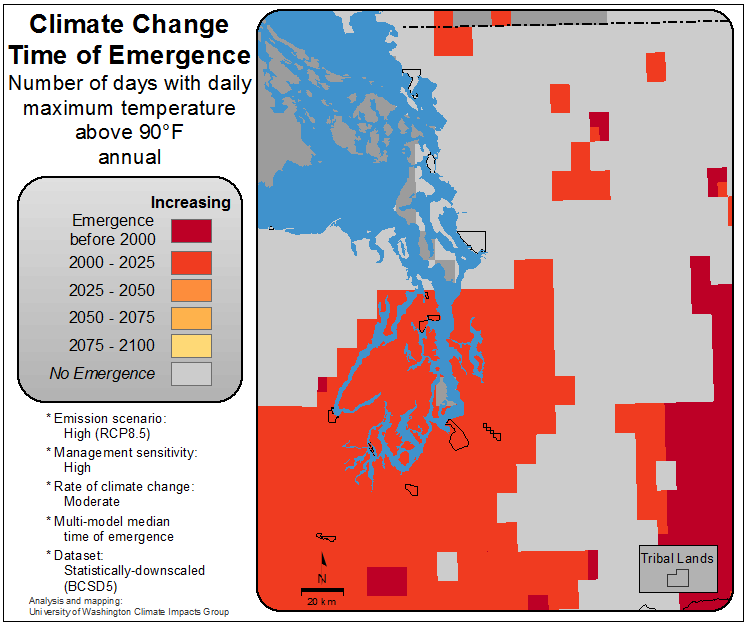 Climate Change
Time of Emergence
Number of days with daily
maximum temperature
above 90°F
annual
Increasing
Emergence
before 2000
2000 - 2025
2025 - 2050
2050 - 2075
2075 - 2100
No Emergence
* Emission scenario:
High (RCP8.5)
* Management sensitivity:
High
* Rate of climate change:
Moderate
* Multi-model median
time of emergence
* Dataset:
Statistically-downscaled
(BCSD5)
Analysis and mapping:
University of Washington Climate Impacts Group
N
20 km
Tribal Lands